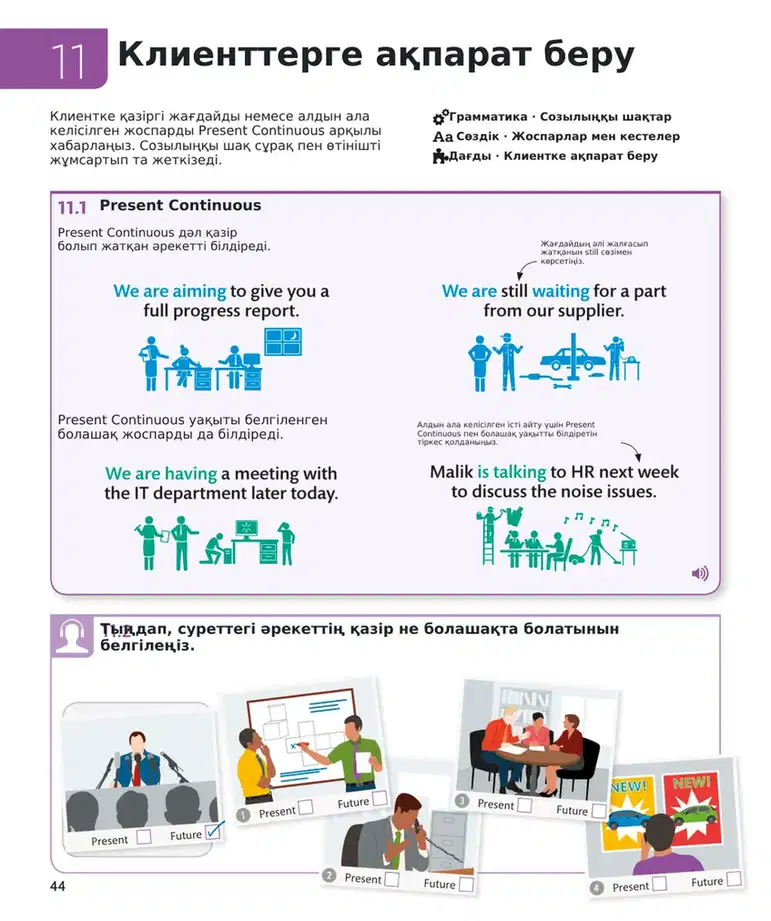 11
Клиенттерге ақпарат беру
Клиентке қазіргі жағдайды немесе алдын ала
келісілген жоспарды Present Continuous арқылы
хабарлаңыз. Созылыңқы шақ сұрақ пен өтінішті
жұмсартып та жеткізеді.
Грамматика · Созылыңқы шақтар
Aa Сөздік · Жоспарлар мен кестелер
Дағды · Клиентке ақпарат беру
11.1 Present Continuous
Present Continuous дәл қазір
болып жатқан әрекетті білдіреді.
Жағдайдың әлі жалғасып
жатқанын still сөзімен
көрсетіңіз.
We are aiming to give you a
full progress report.
We are still waiting for a part
from our supplier.
Present Continuous уақыты белгіленген
болашақ жоспарды да білдіреді.
Алдын ала келісілген істі айту үшін Present
Continuous пен болашақ уақытты білдіретін
тіркес қолданыңыз.
We are having a meeting with
the IT department later today.
Malik is talking to HR next week
to discuss the noise issues.
11.2 Тыңдап, суреттегі әрекеттің қазір не болашақта болатынын
белгілеңіз.
Present Future
1 Present Future
2 Present Future
3 Present Future
NEW! NEW!
4 Present Future
44